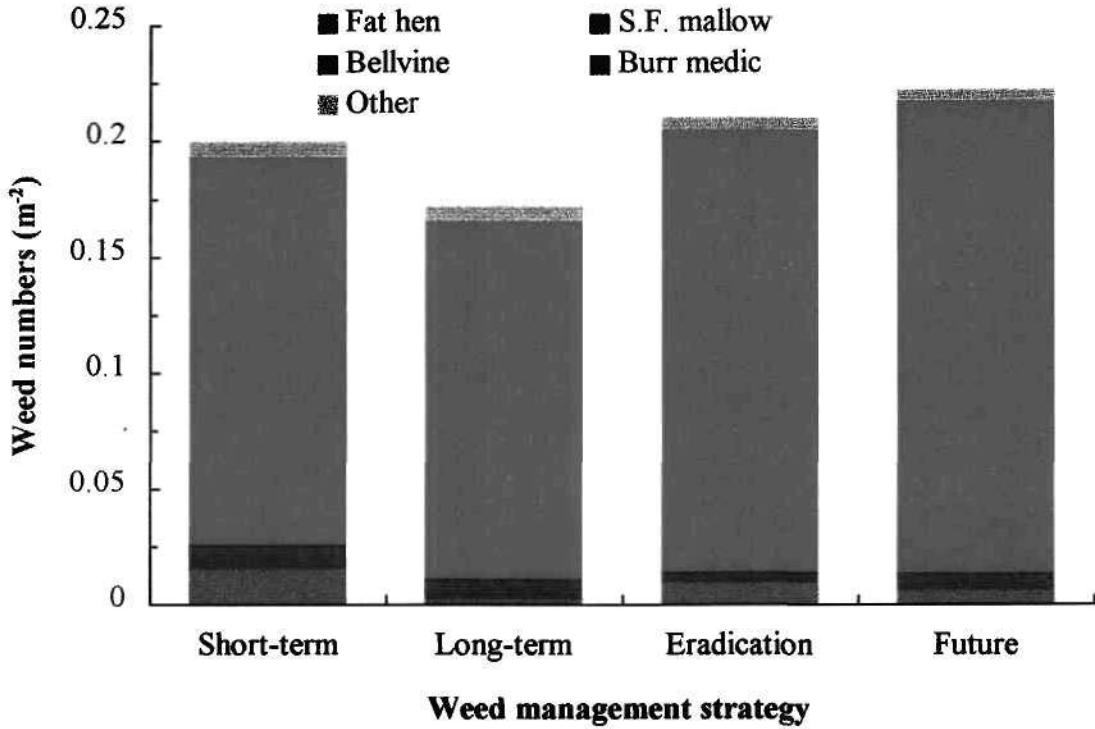 0.25
Fat hen
S.F. mallow
Bellvine
Burr medic
Other
0.2
0.15
0.1
0.05
0
Weed numbers (m⁻²)
Short-term
Long-term
Eradication
Future
Weed management strategy